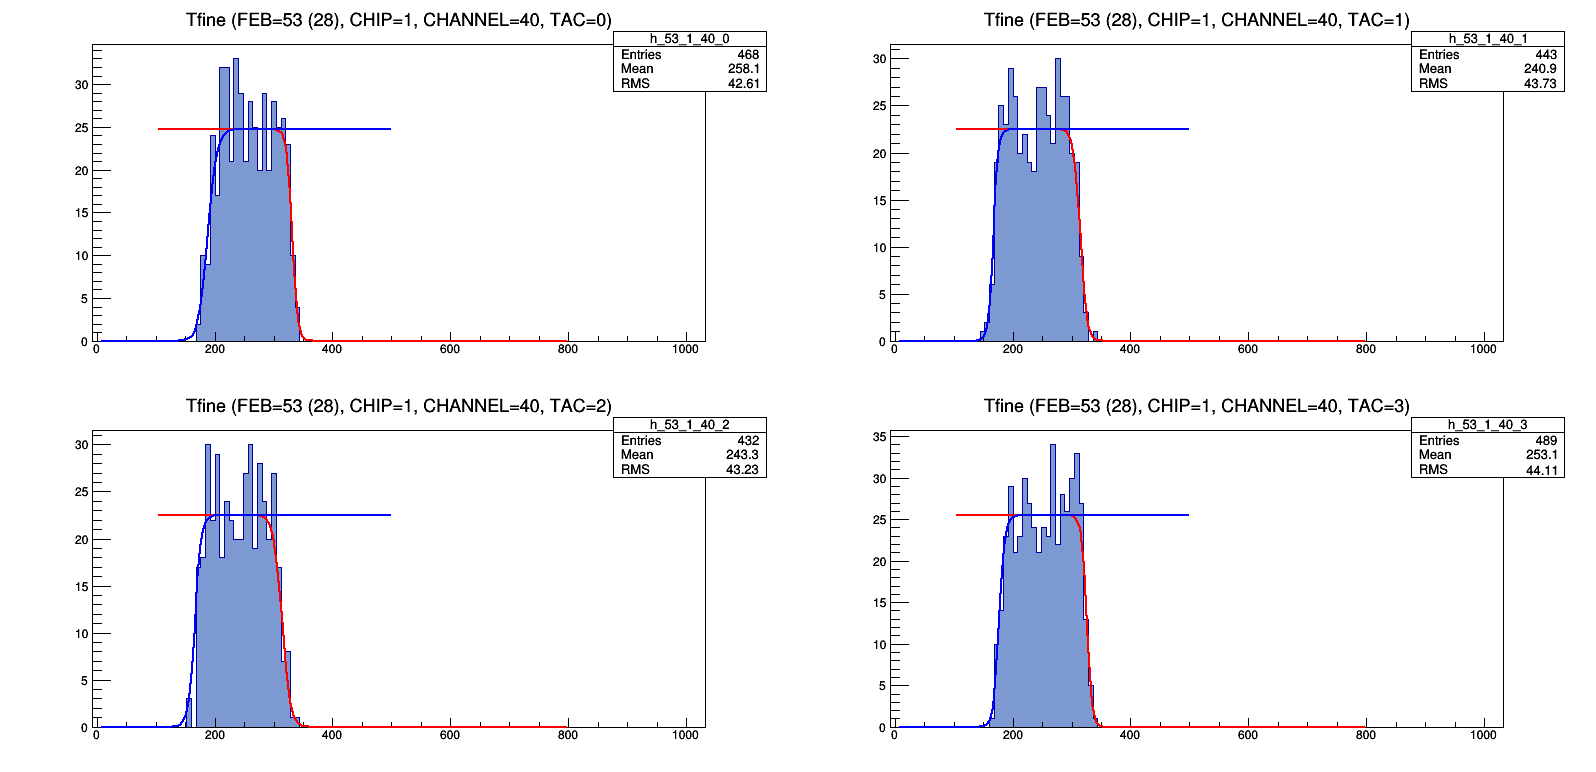 Tfine (FEB=53 (28), CHIP=1, CHANNEL=40, TAC=0)
h_53_1_40_0
Entries 468
Mean 258.1
RMS 42.61
30
25
20
15
10
5
0
0 200 400 600 800 1000
Tfine (FEB=53 (28), CHIP=1, CHANNEL=40, TAC=1)
h_53_1_40_1
Entries 443
Mean 240.9
RMS 43.73
30
25
20
15
10
5
0
0 200 400 600 800 1000
Tfine (FEB=53 (28), CHIP=1, CHANNEL=40, TAC=2)
h_53_1_40_2
Entries 432
Mean 243.3
RMS 43.23
30
25
20
15
10
5
0
0 200 400 600 800 1000
Tfine (FEB=53 (28), CHIP=1, CHANNEL=40, TAC=3)
h_53_1_40_3
Entries 489
Mean 253.1
RMS 44.11
35
30
25
20
15
10
5
0
0 200 400 600 800 1000